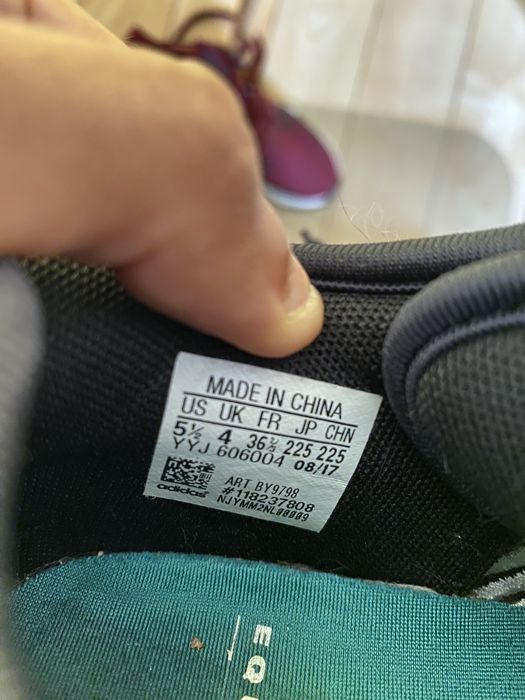 MADE IN CHINA
US UK FR JP CHN
5½ 4 36⅔ 225 225
YYJ 606004 08/17
adidas
ART BY9798
#118237808
NJYMM2NL00009
EQ